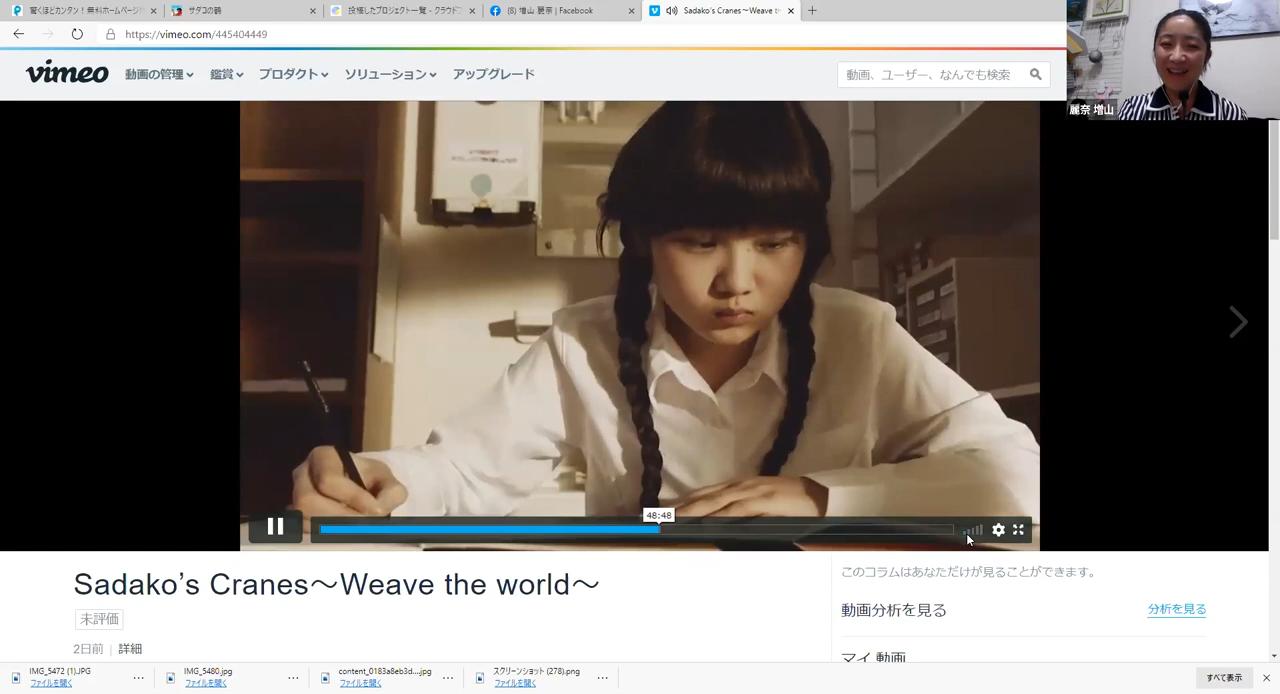 驚くほどカンタン！無料ホームページ
サダコの鶴
投稿したプロジェクト一覧 - クラウドフ
(8) 増山 麗奈 | Facebook
Sadako's Cranes～Weave th
https://vimeo.com/445404449
vimeo
動画の管理
鑑賞
プロダクト
ソリューション
アップグレード
動画、ユーザー、なんでも検索
麗奈 増山
48:48
Sadako's Cranes～Weave the world～
未評価
2日前 | 詳細
このコラムはあなただけが見ることができます。
動画分析を見る
分析を見る
マイ 動画
IMG_5472 (1).JPG
ファイルを開く
IMG_5480.jpg
ファイルを開く
content_0183a8eb3d....jpg
ファイルを開く
スクリーンショット (278).png
ファイルを開く
すべて表示